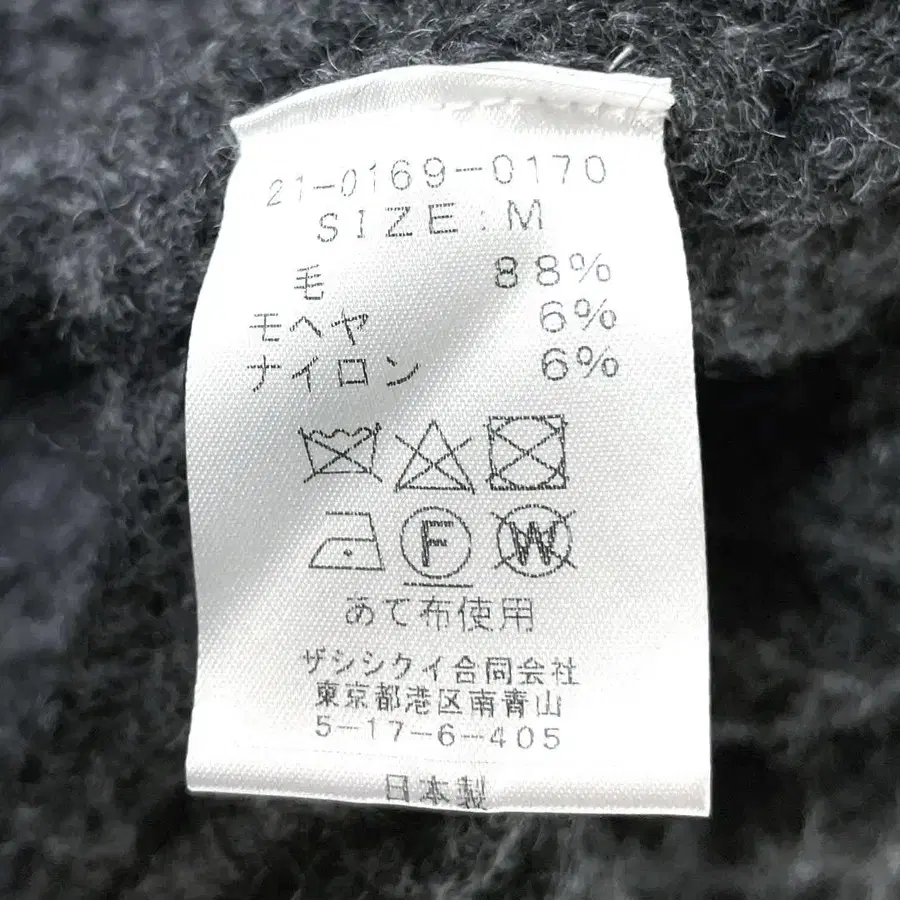 21-0169-0170
SIZE:M
毛 88%
モヘヤ 6%
ナイロン 6%
F W
あて布使用
ザシシクイ合同会社
東京都港区南青山
5-17-6-405
日本製